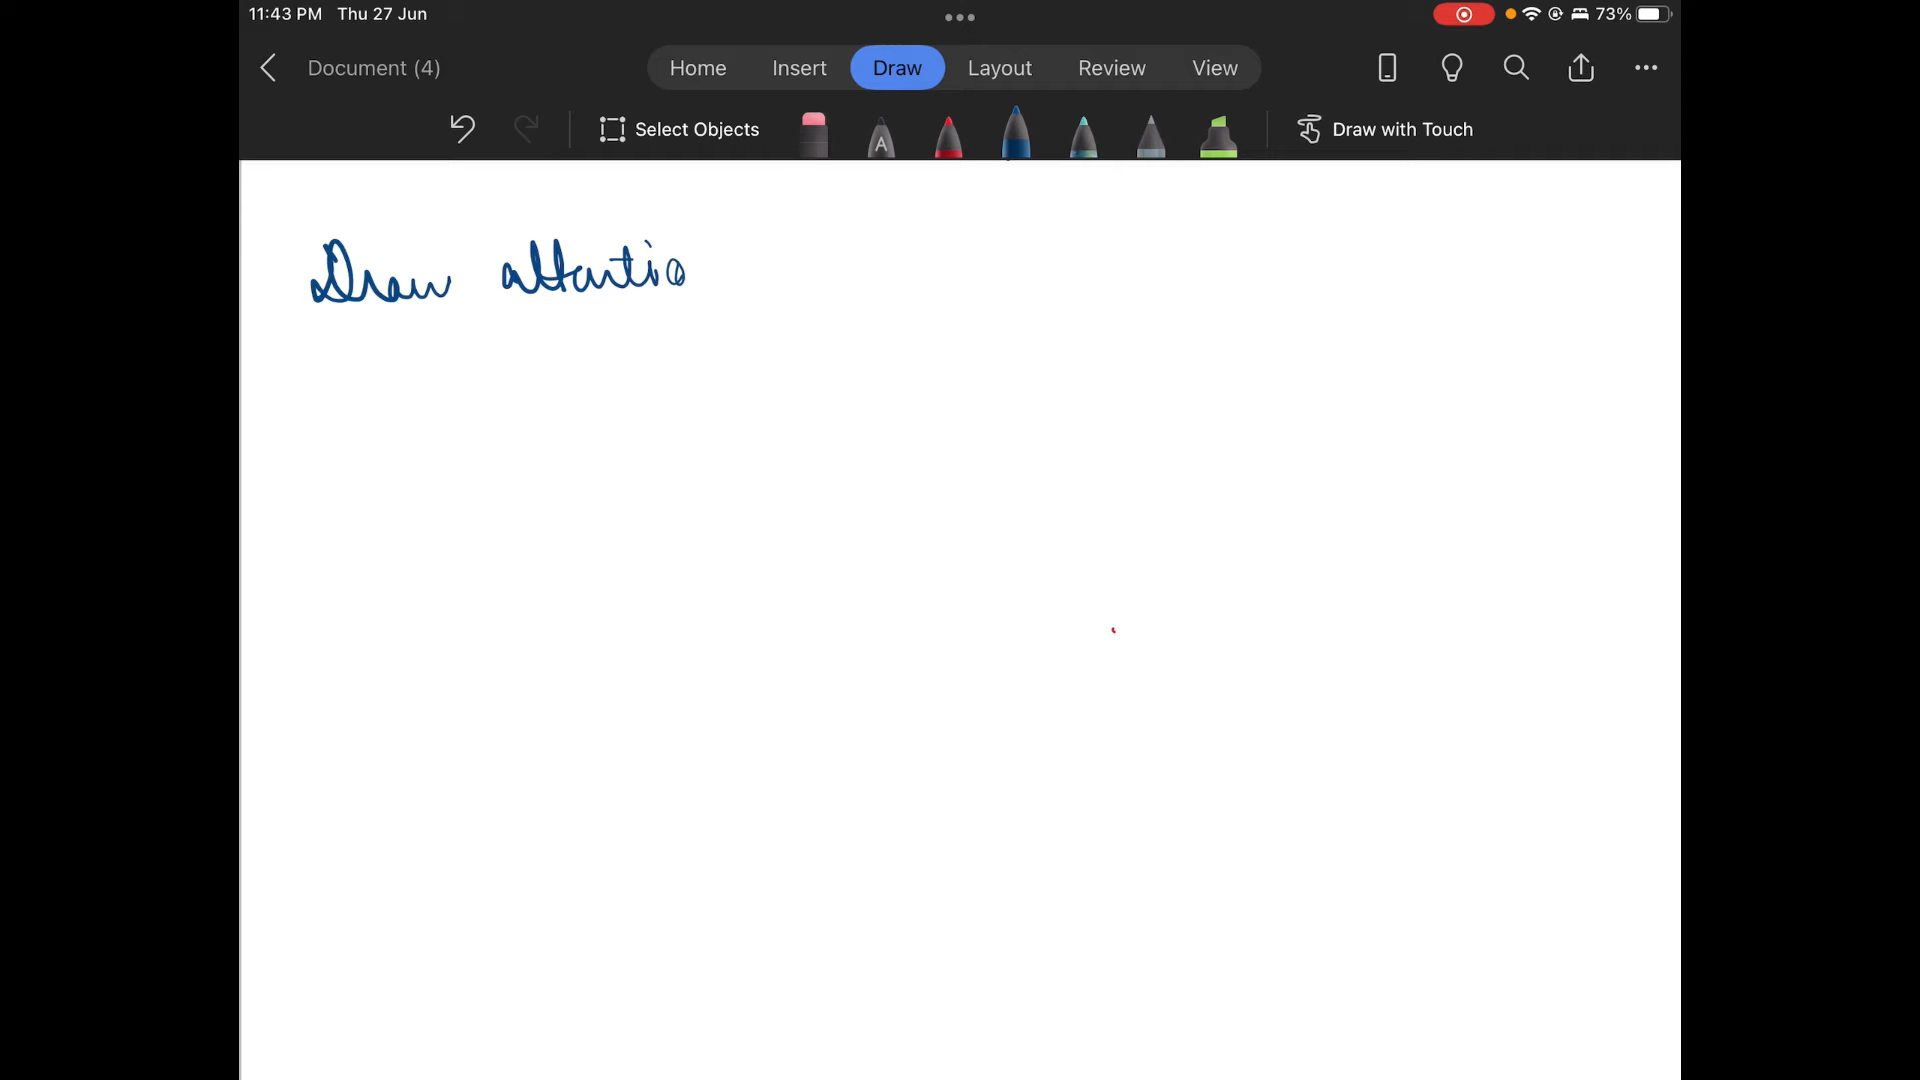 11:43 PM Thu 27 Jun
73%
Document (4)
Home Insert Draw Layout Review View
Select Objects
A
Draw with Touch
Draw attentio